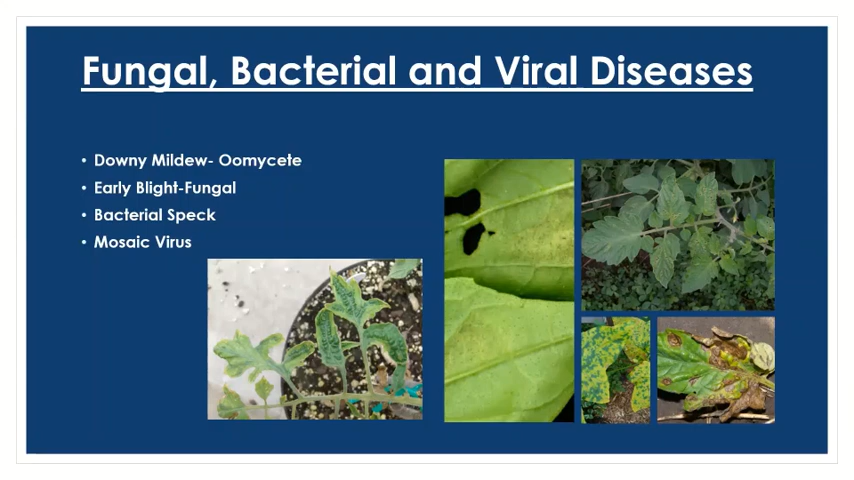 Fungal, Bacterial and Viral Diseases
• Downy Mildew- Oomycete
• Early Blight-Fungal
• Bacterial Speck
• Mosaic Virus